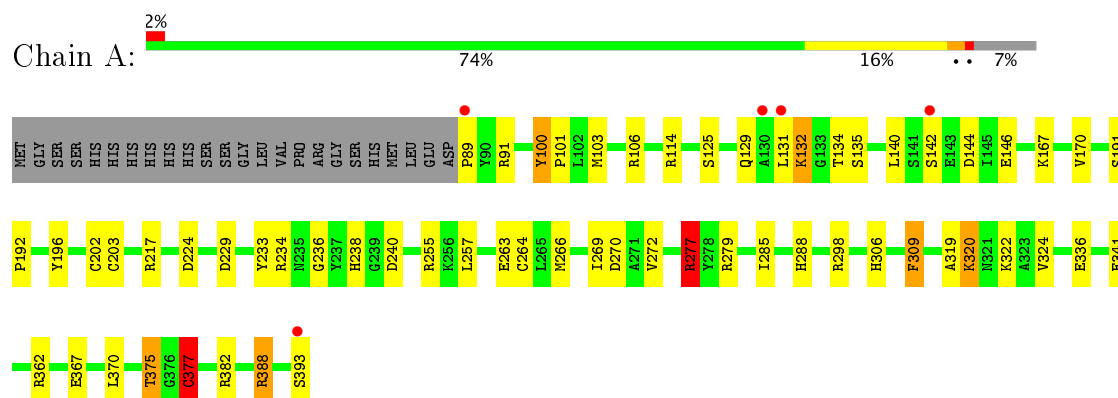 2%
Chain A:
74% 16% • • 7%
MET GLY SER SER HIS HIS HIS HIS HIS HIS SER SER GLY LEU VAL PRO ARG GLY SER HIS MET LEU GLU ASP P89 Y90 R91 Y100 P101 L102 M103 R106 R114 S125 Q129 A130 L131 K132 G133 T134 S135 L140 S141 S142 E143 D144 I145 E146 K167 V170 S191
P192 Y196 C202 C203 R217 D224 D229 Y233 R234 N235 G236 Y237 H238 G239 D240 R255 K256 L257 E263 C264 L265 M266 I269 D270 A271 V272 R277 Y278 R279 I285 H288 R298 H306 F309 A319 K320 N321 K322 A323 V324 E336
R362 E367 L370 T375 G376 C377 R382 R388 S393